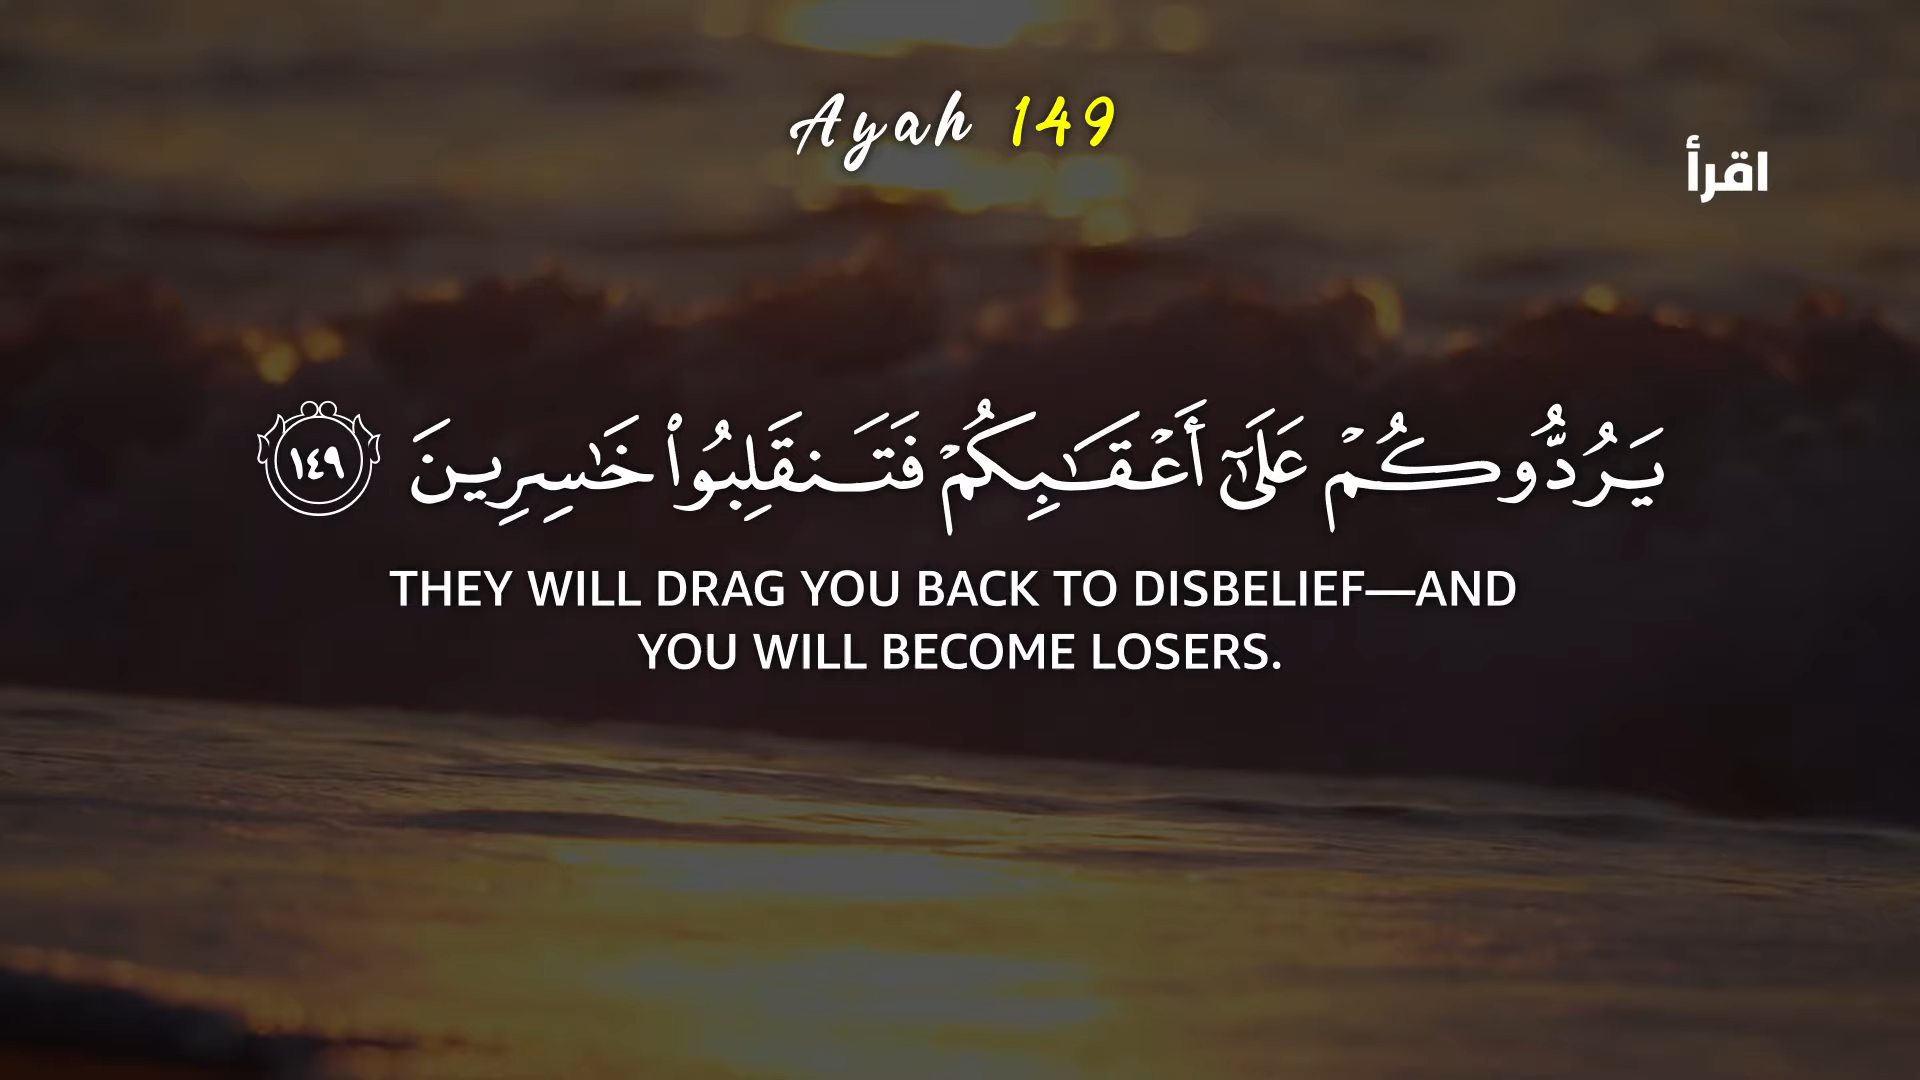 Ayah 149
اقرأ
يَرُدُّوكُمْ عَلَىٰٓ أَعْقَـٰبِكُمْ فَتَـنقَلِبُوا۟ خَـٰسِرِينَ ١٤٩
THEY WILL DRAG YOU BACK TO DISBELIEF—AND
YOU WILL BECOME LOSERS.